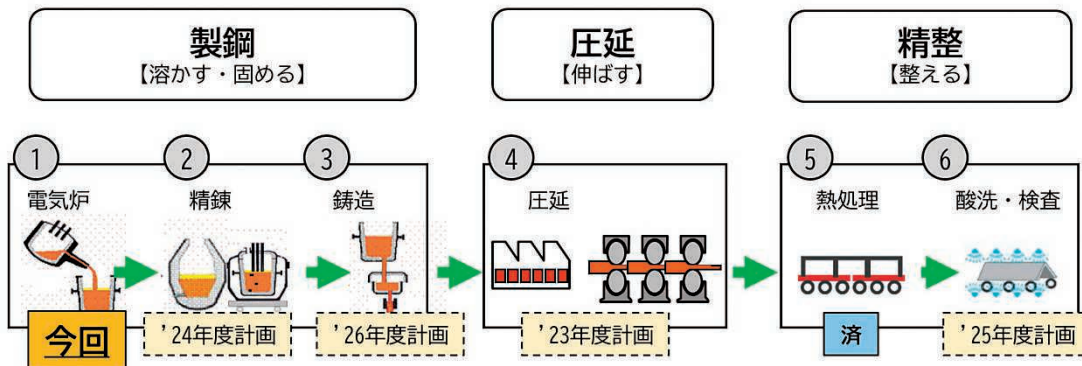 製鋼
【溶かす・固める】
圧延
【伸ばす】
精整
【整える】
①
電気炉
②
精錬
③
鋳造
④
圧延
⑤
熱処理
⑥
酸洗・検査
今回
’24年度計画
’26年度計画
’23年度計画
済
’25年度計画